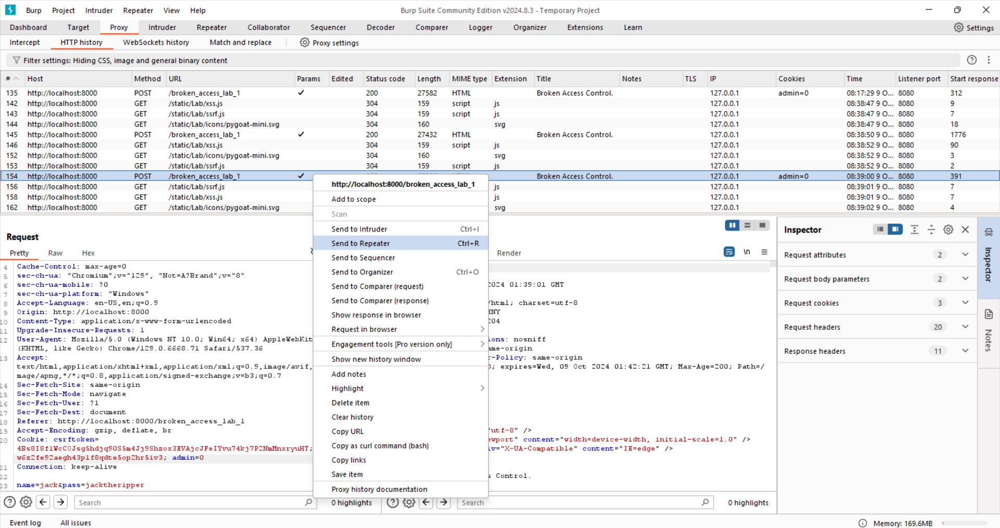 Burp Project Intruder Repeater View Help Burp Suite Community Edition v2024.8.3 - Temporary Project
Dashboard Target Proxy Intruder Repeater Collaborator Sequencer Decoder Comparer Logger Organizer Extensions Learn Settings
Intercept HTTP history WebSockets history Match and replace Proxy settings
Filter settings: Hiding CSS, image and general binary content
# Host Method URL Params Edited Status code Length MIME type Extension Title Notes TLS IP Cookies Time Listener port Start response
135 http://localhost:8000 POST /broken_access_lab_1 ✓ 200 27582 HTML Broken Access Control. 127.0.0.1 admin=0 08:17:29 9 O... 8080 312
142 http://localhost:8000 GET /static/Lab/xss.js 304 159 script js 127.0.0.1 08:38:47 9 O... 8080 9
143 http://localhost:8000 GET /static/Lab/ssrf.js 304 159 script js 127.0.0.1 08:38:47 9 O... 8080 7
144 http://localhost:8000 GET /static/Lab/icons/pygoat-mini.svg 304 160 svg 127.0.0.1 08:38:47 9 O... 8080 18
145 http://localhost:8000 POST /broken_access_lab_1 ✓ 200 27432 HTML Broken Access Control. 127.0.0.1 08:38:50 9 O... 8080 1776
146 http://localhost:8000 GET /static/Lab/xss.js 304 159 script js 127.0.0.1 08:38:52 9 O... 8080 90
152 http://localhost:8000 GET /static/Lab/icons/pygoat-mini.svg 304 160 svg 127.0.0.1 08:38:52 9 O... 8080 3
153 http://localhost:8000 GET /static/Lab/ssrf.js 304 159 script js 127.0.0.1 08:38:52 9 O... 8080 2
154 http://localhost:8000 POST /broken_access_lab_1 ✓ Broken Access Control. 127.0.0.1 admin=0 08:39:00 9 O... 8080 391
156 http://localhost:8000 GET /static/Lab/ssrf.js js 127.0.0.1 08:39:01 9 O... 8080 7
158 http://localhost:8000 GET /static/Lab/xss.js js 127.0.0.1 08:39:01 9 O... 8080 7
162 http://localhost:8000 GET /static/Lab/icons/pygoat-mini.svg svg 127.0.0.1 08:39:02 9 O... 8080 4
http://localhost:8000/broken_access_lab_1
Add to scope
Scan
Send to Intruder Ctrl+I
Send to Repeater Ctrl+R
Send to Sequencer
Send to Organizer Ctrl+O
Send to Comparer (request)
Send to Comparer (response)
Show response in browser
Request in browser
Engagement tools [Pro version only]
Show new history window
Add notes
Highlight
Delete item
Clear history
Copy URL
Copy as curl command (bash)
Copy links
Save item
Proxy history documentation
Request
Pretty Raw Hex
4 Cache-Control: max-age=0
5 sec-ch-ua: "Chromium";v="129", "Not=A?Brand";v="8"
6 sec-ch-ua-mobile: ?0
7 sec-ch-ua-platform: "Windows"
8 Accept-Language: en-US,en;q=0.9
9 Origin: http://localhost:8000
10 Content-Type: application/x-www-form-urlencoded
11 Upgrade-Insecure-Requests: 1
12 User-Agent: Mozilla/5.0 (Windows NT 10.0; Win64; x64) AppleWebKit
(KHTML, like Gecko) Chrome/129.0.6668.71 Safari/537.36
13 Accept:
text/html,application/xhtml+xml,application/xml;q=0.9,image/avif,
mage/apng,*/*;q=0.8,application/signed-exchange;v=b3;q=0.7
14 Sec-Fetch-Site: same-origin
15 Sec-Fetch-Mode: navigate
16 Sec-Fetch-User: ?1
17 Sec-Fetch-Dest: document
18 Referer: http://localhost:8000/broken_access_lab_1
19 Accept-Encoding: gzip, deflate, br
20 Cookie: csrftoken=
4Bs8I8flWcC0Jsg5hdjq90S5m4Jj9Shzox3EVAjcJFeIYvu74kj7P2NmMnxryuHT;
w6z2fe92aegh43plf8qdte5op2hr5iv3; admin=0
21 Connection: keep-alive
22
23 name=jack&pass=jacktheripper
Render
\n
024 01:39:01 GMT
/html; charset=utf-8
ENY
C04
ions: nosniff
ame-origin
r-Policy: same-origin
0; expires=Wed, 09 Oct 2024 01:42:21 GMT; Max-Age=200; Path=/
"utf-8" />
ewport" content="width=device-width, initial-scale=1.0" />
iv="X-UA-Compatible" content="IE=edge" />
s Control.
Inspector
Request attributes 2
Request body parameters 2
Request cookies 3
Request headers 20
Response headers 11
Inspector
Notes
Search 0 highlights
Search 0 highlights
Event log All issues Memory: 169.6MB